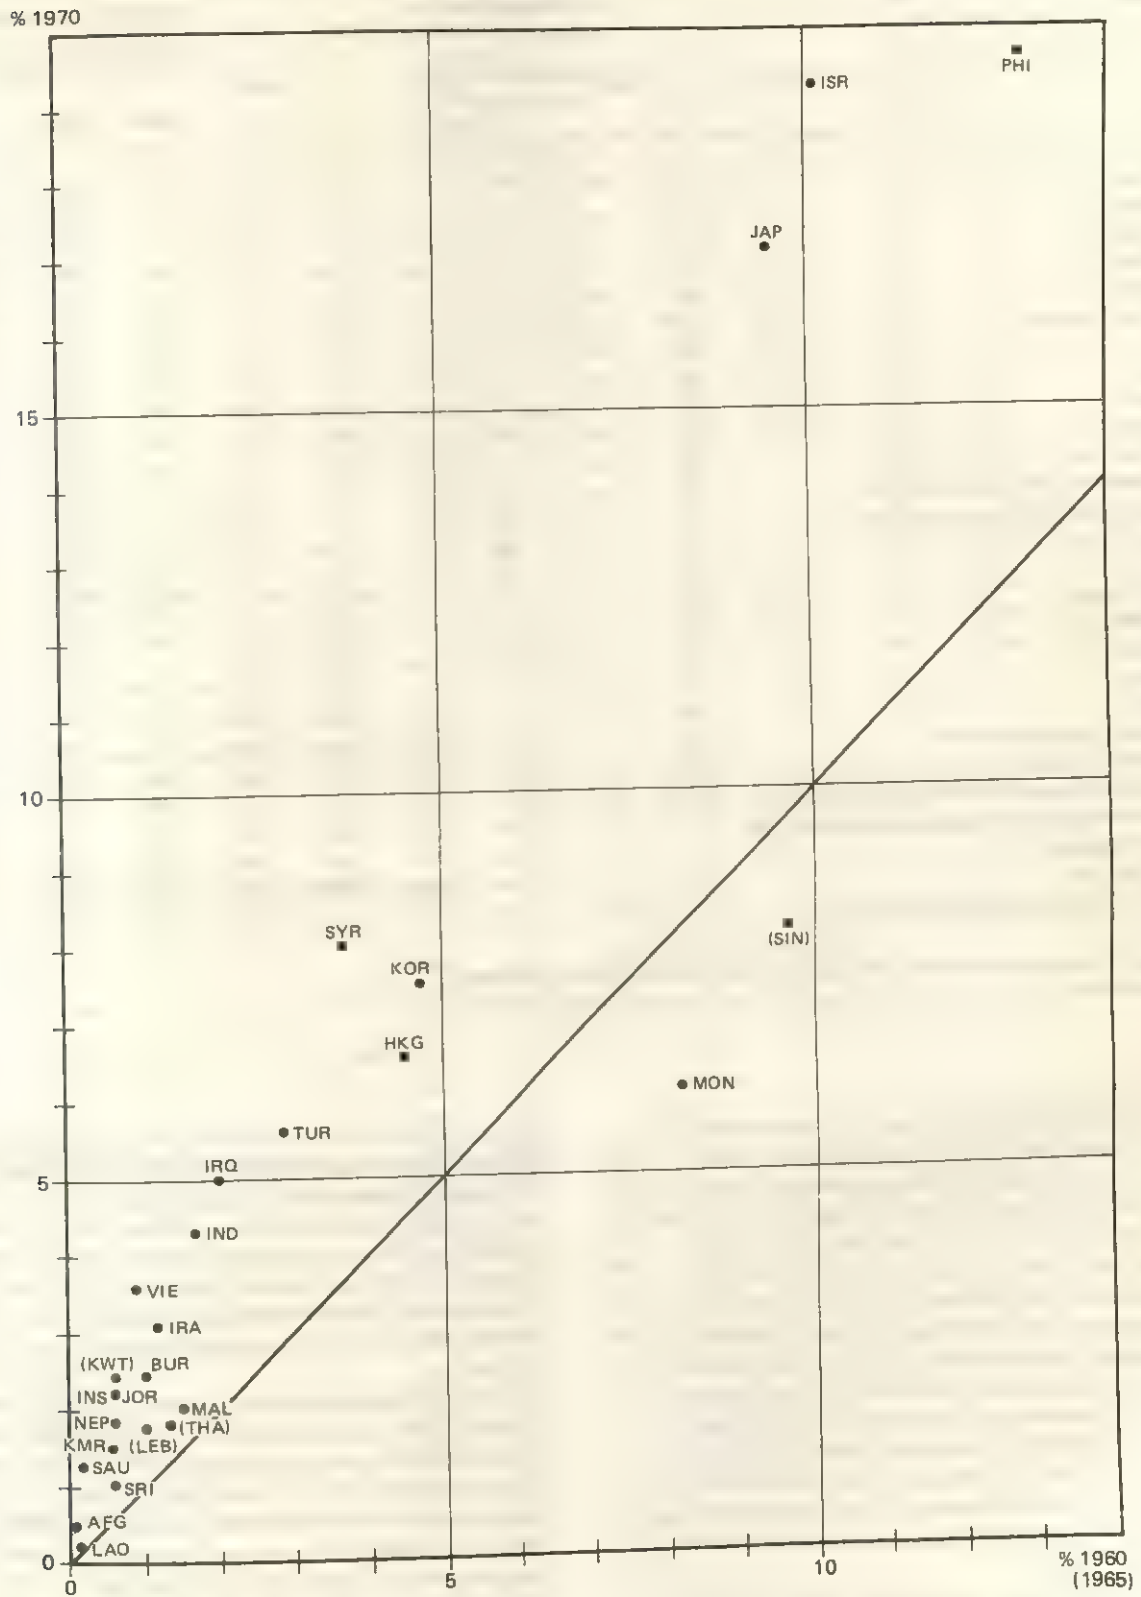 % 1970
PHI
ISR
JAP
15
10
SYR
(SIN)
KOR
HKG
MON
TUR
IRQ
5
IND
VIE
IRA
(KWT) BUR
INS JOR
MAL
NEP (THA)
KMR (LEB)
SAU
SRI
AFG
LAO
0
0 5 10 % 1960
(1965)